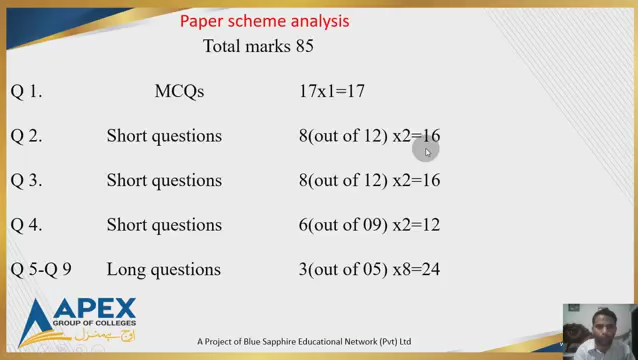 Paper scheme analysis
Total marks 85
Q 1. MCQs 17x1=17
Q 2. Short questions 8(out of 12) x2=16
Q 3. Short questions 8(out of 12) x2=16
Q 4. Short questions 6(out of 09) x2=12
Q 5-Q 9 Long questions 3(out of 05) x8=24
APEX
GROUP OF COLLEGES
A Project of Blue Sapphire Educational Network (Pvt) Ltd